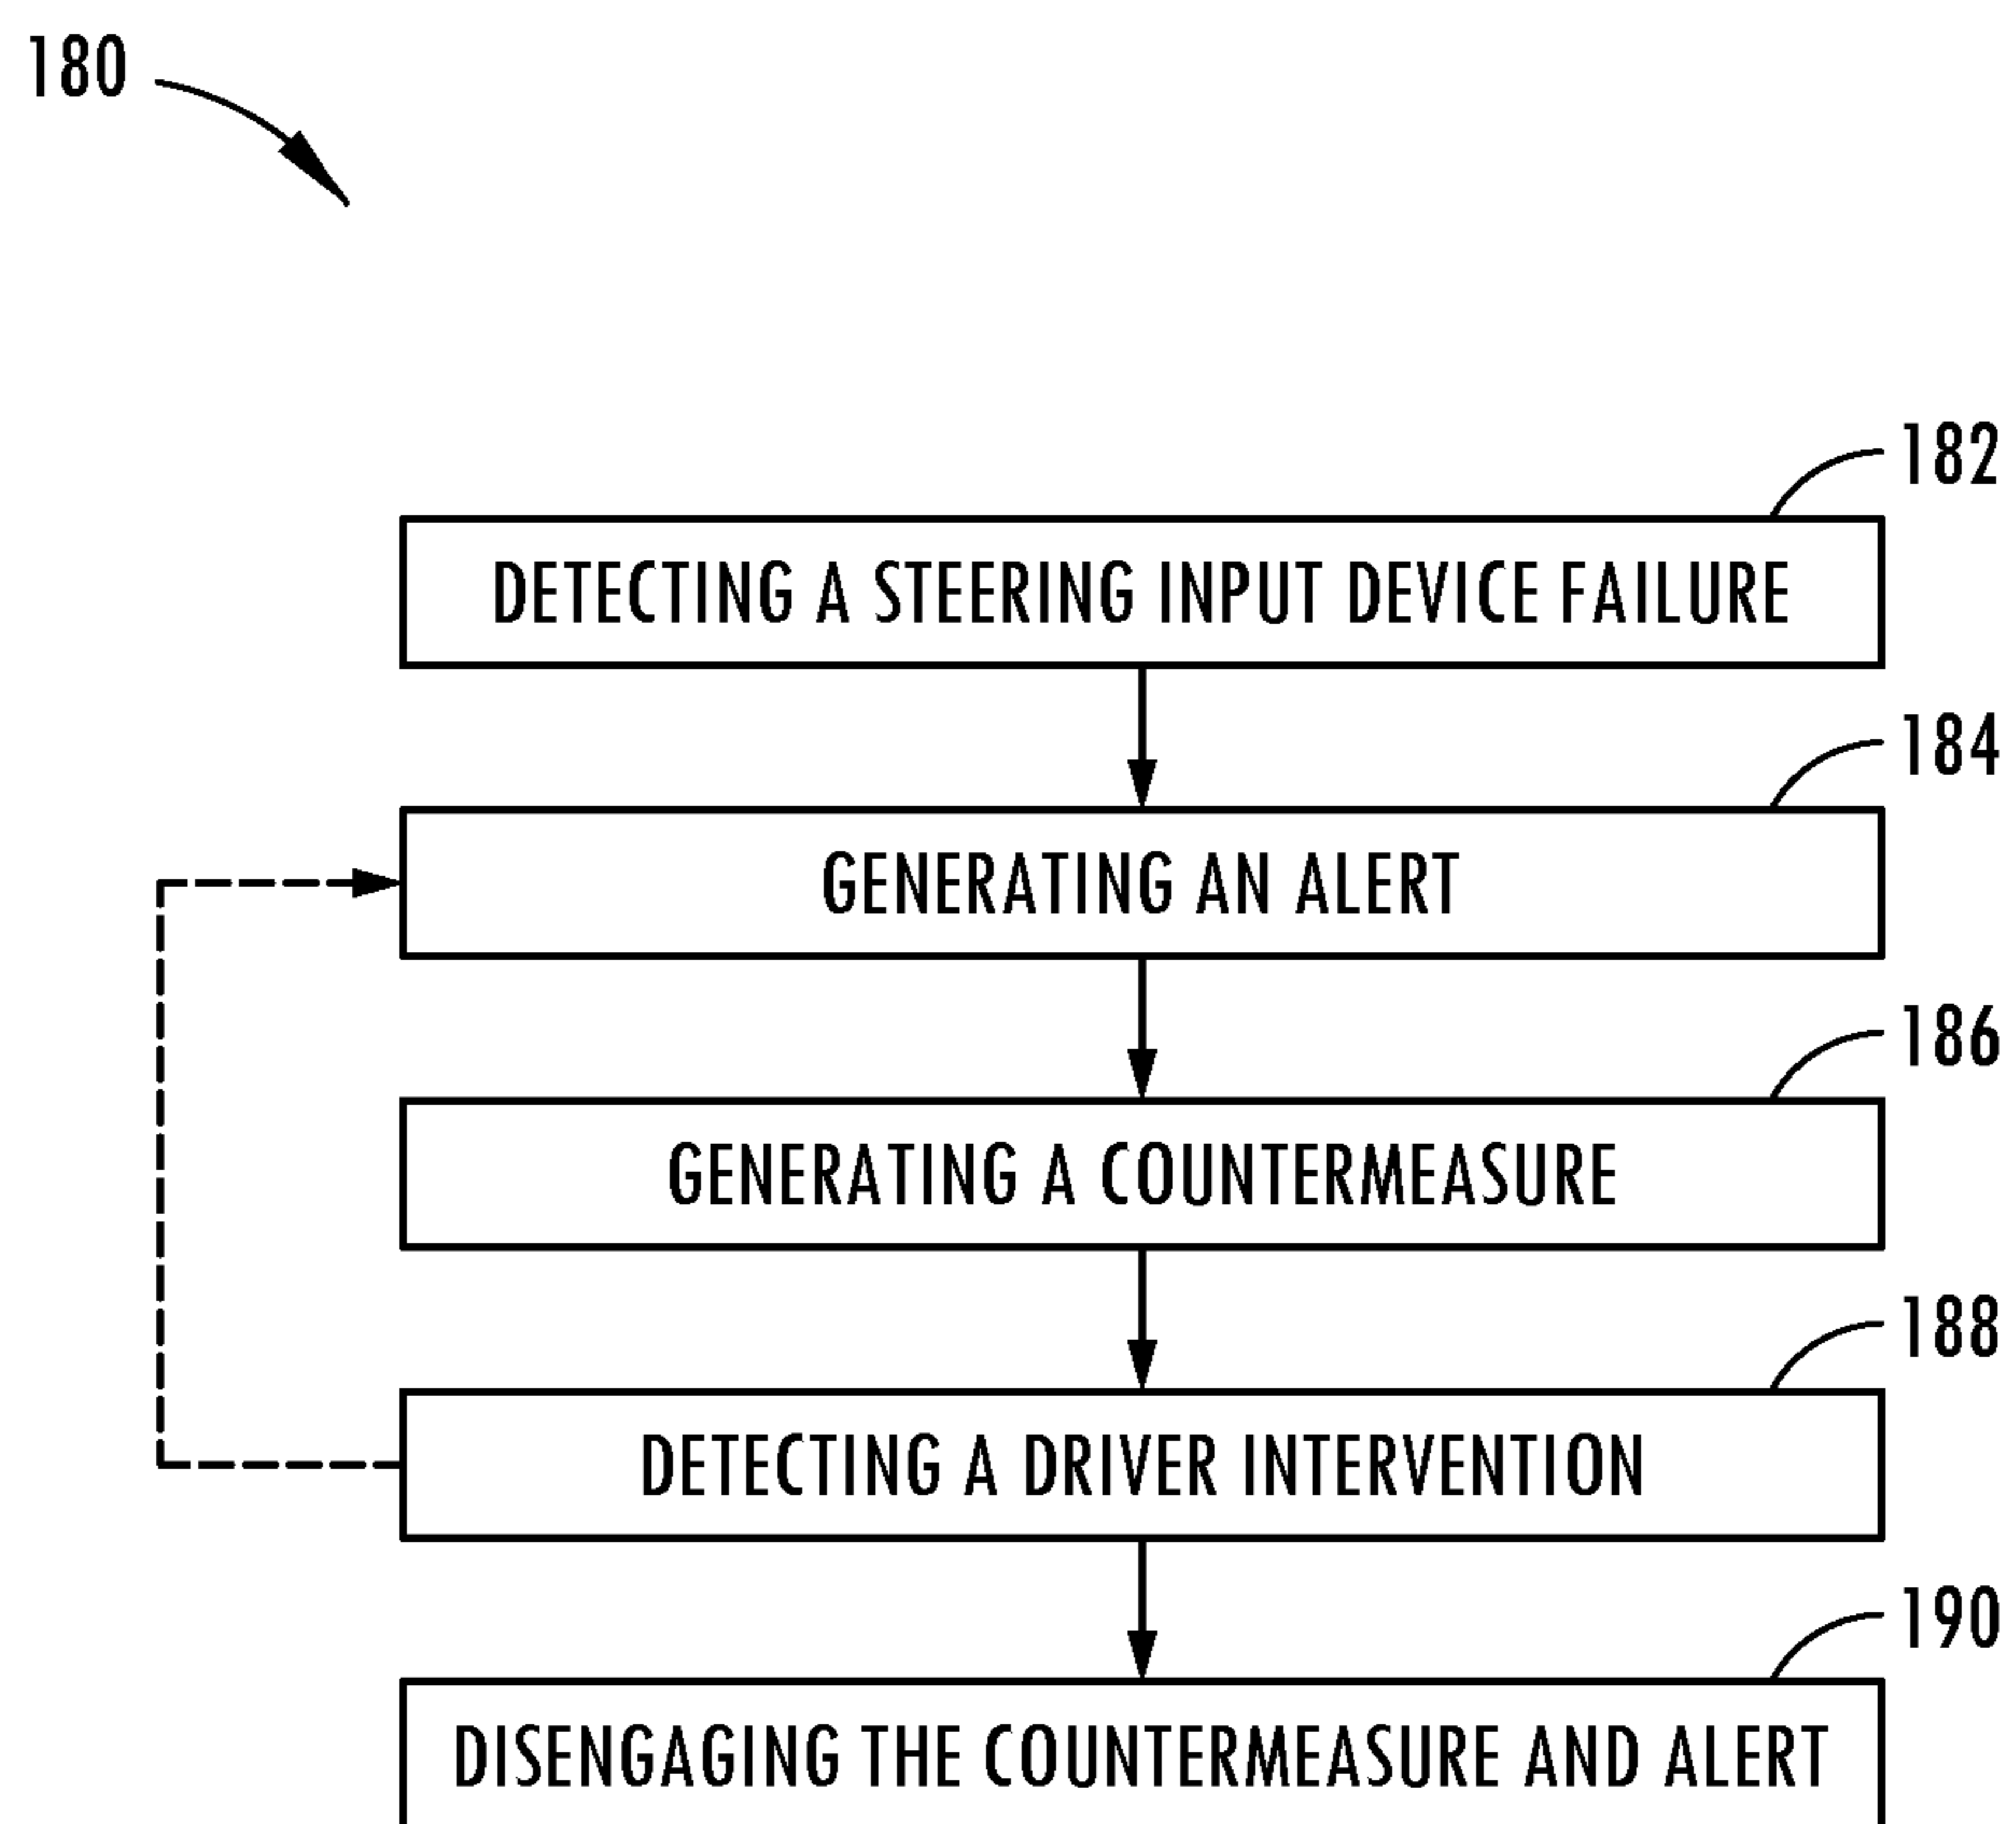 180
182
DETECTING A STEERING INPUT DEVICE FAILURE
184
GENERATING AN ALERT
186
GENERATING A COUNTERMEASURE
188
DETECTING A DRIVER INTERVENTION
190
DISENGAGING THE COUNTERMEASURE AND ALERT